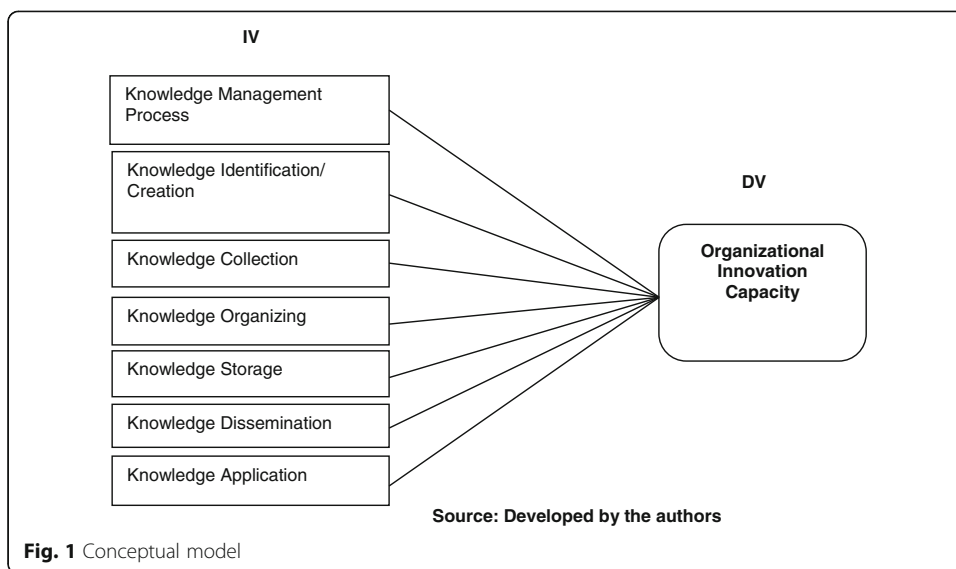 IV
Knowledge Management
Process
Knowledge Identification/
Creation
Knowledge Collection
Knowledge Organizing
Knowledge Storage
Knowledge Dissemination
Knowledge Application
DV
Organizational
Innovation
Capacity
Source: Developed by the authors
Fig. 1 Conceptual model